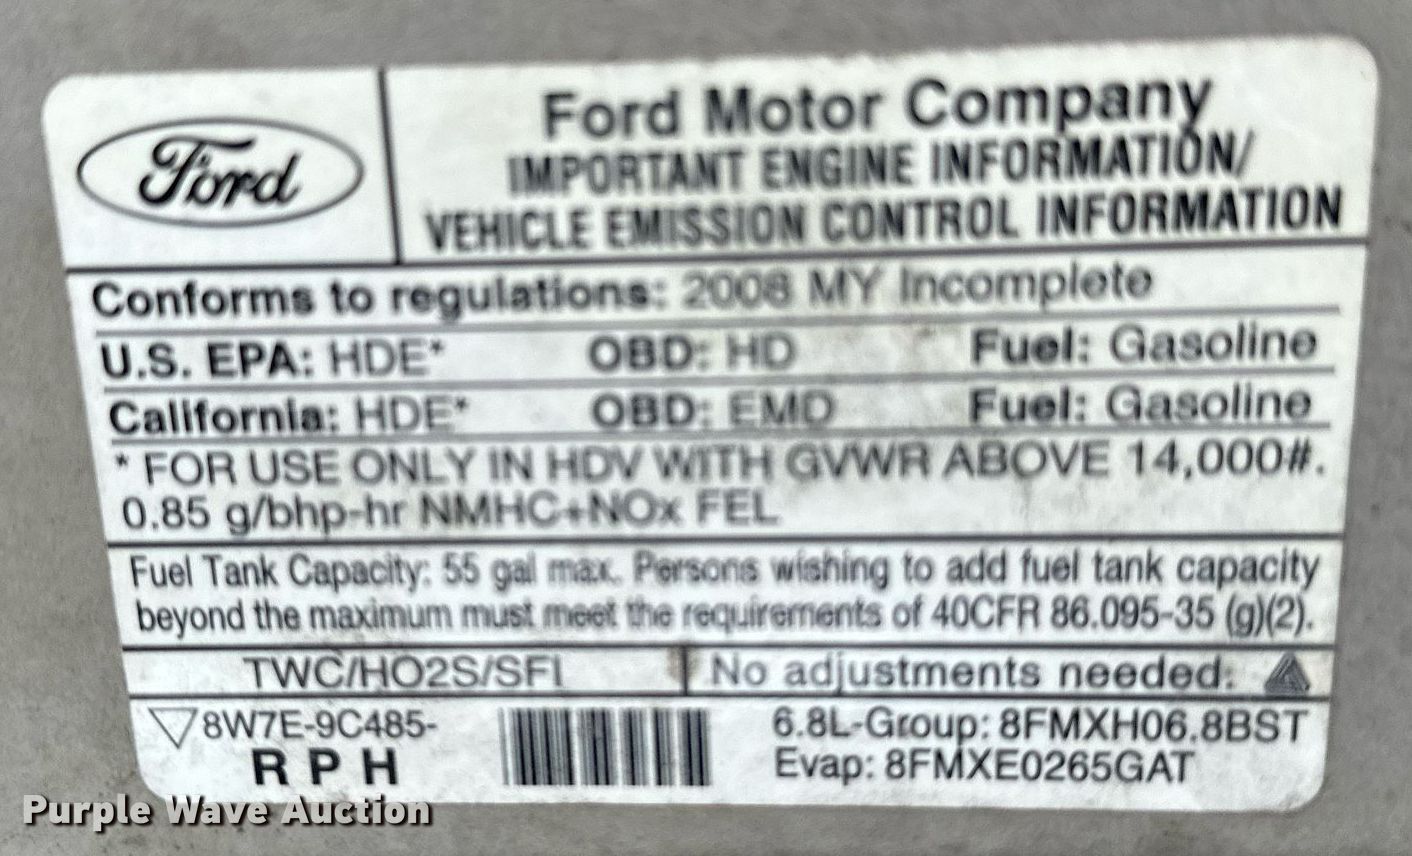 Ford
Ford Motor Company
IMPORTANT ENGINE INFORMATION/
VEHICLE EMISSION CONTROL INFORMATION
Conforms to regulations: 2008 MY Incomplete
U.S. EPA: HDE* OBD: HD Fuel: Gasoline
California: HDE* OBD: EMD Fuel: Gasoline
* FOR USE ONLY IN HDV WITH GVWR ABOVE 14,000#.
0.85 g/bhp-hr NMHC+NOx FEL
Fuel Tank Capacity: 55 gal max. Persons wishing to add fuel tank capacity
beyond the maximum must meet the requirements of 40CFR 86.095-35 (g)(2).
TWC/HO2S/SFI No adjustments needed.
8W7E-9C485-
RPH
6.8L-Group: 8FMXH06.8BST
Evap: 8FMXE0265GAT
Purple Wave Auction